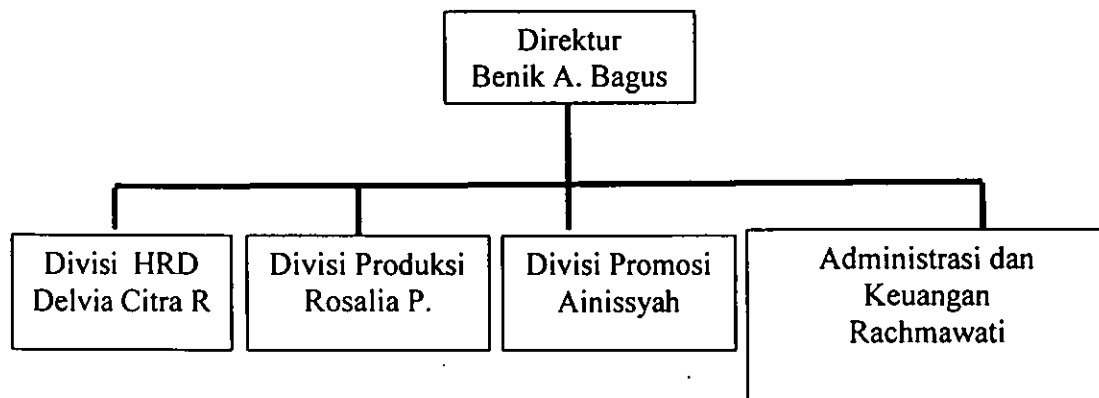 Direktur
Benik A. Bagus
Divisi HRD
Delvia Citra R
Divisi Produksi
Rosalia P.
Divisi Promosi
Ainissyah
Administrasi dan
Keuangan
Rachmawati